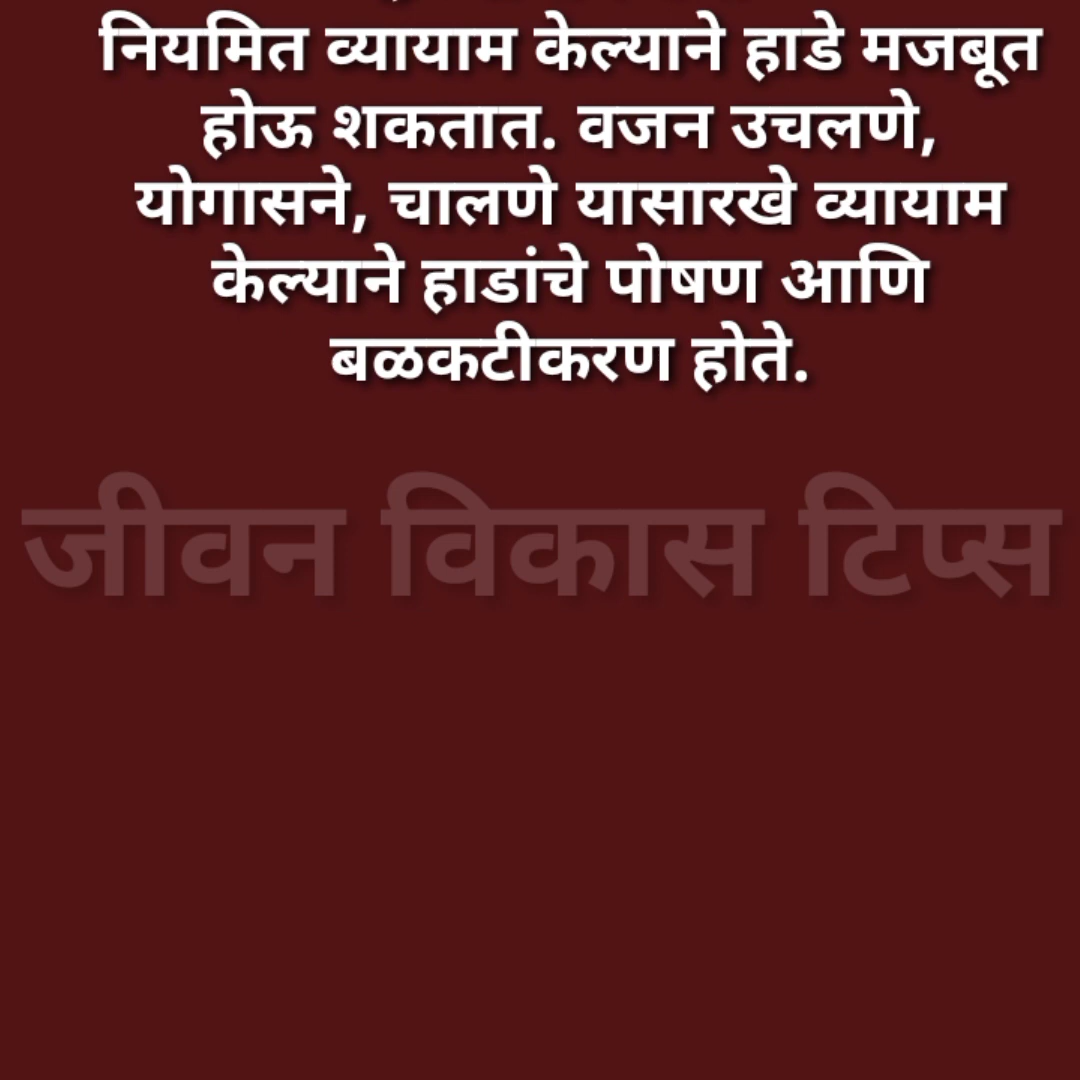 नियमित व्यायाम केल्याने हाडे मजबूत
होऊ शकतात. वजन उचलणे,
योगासने, चालणे यासारखे व्यायाम
केल्याने हाडांचे पोषण आणि
बळकटीकरण होते.
जीवन विकास टिप्स